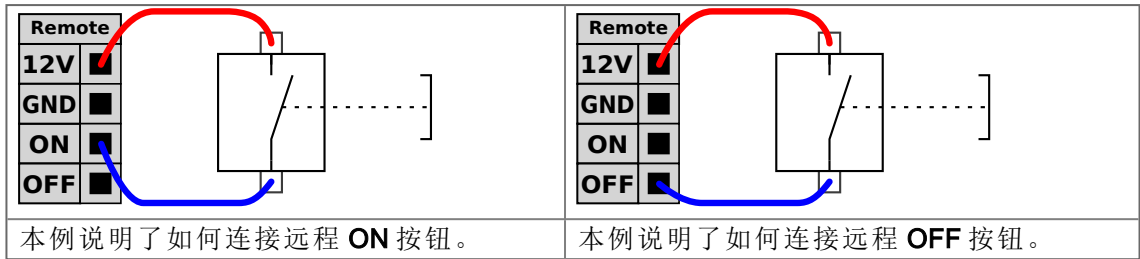 Remote
12V
GND
ON
OFF
本例说明了如何连接远程 ON 按钮。
Remote
12V
GND
ON
OFF
本例说明了如何连接远程 OFF 按钮。